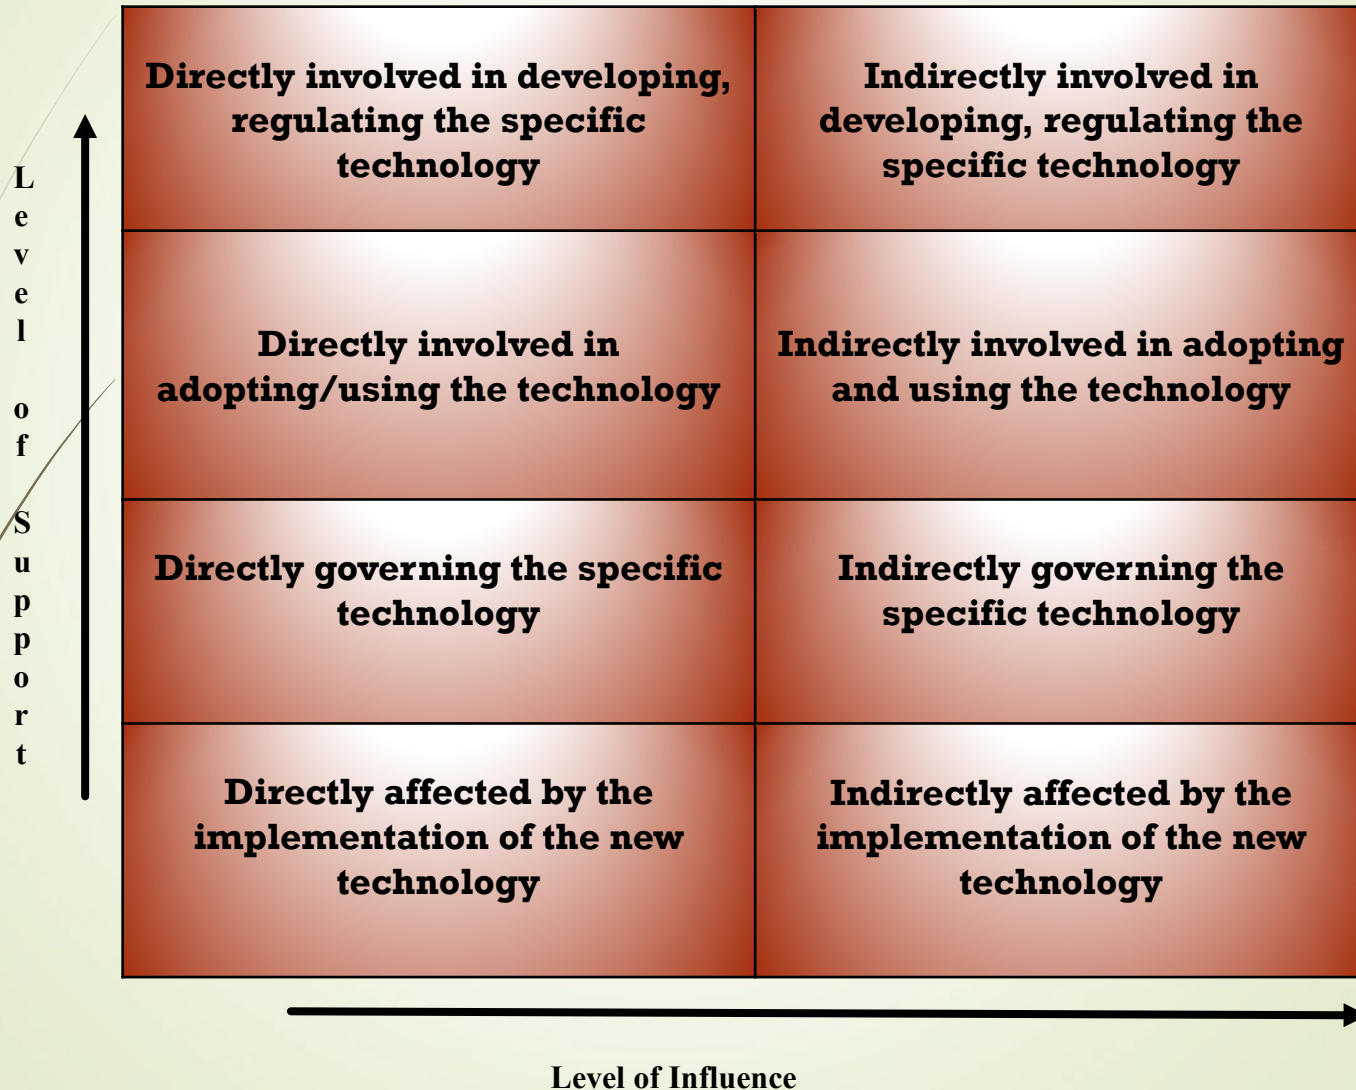 Level of Support
Directly involved in developing,
regulating the specific
technology
Indirectly involved in
developing, regulating the
specific technology
Directly involved in
adopting/using the technology
Indirectly involved in adopting
and using the technology
Directly governing the specific
technology
Indirectly governing the
specific technology
Directly affected by the
implementation of the new
technology
Indirectly affected by the
implementation of the new
technology
Level of Influence